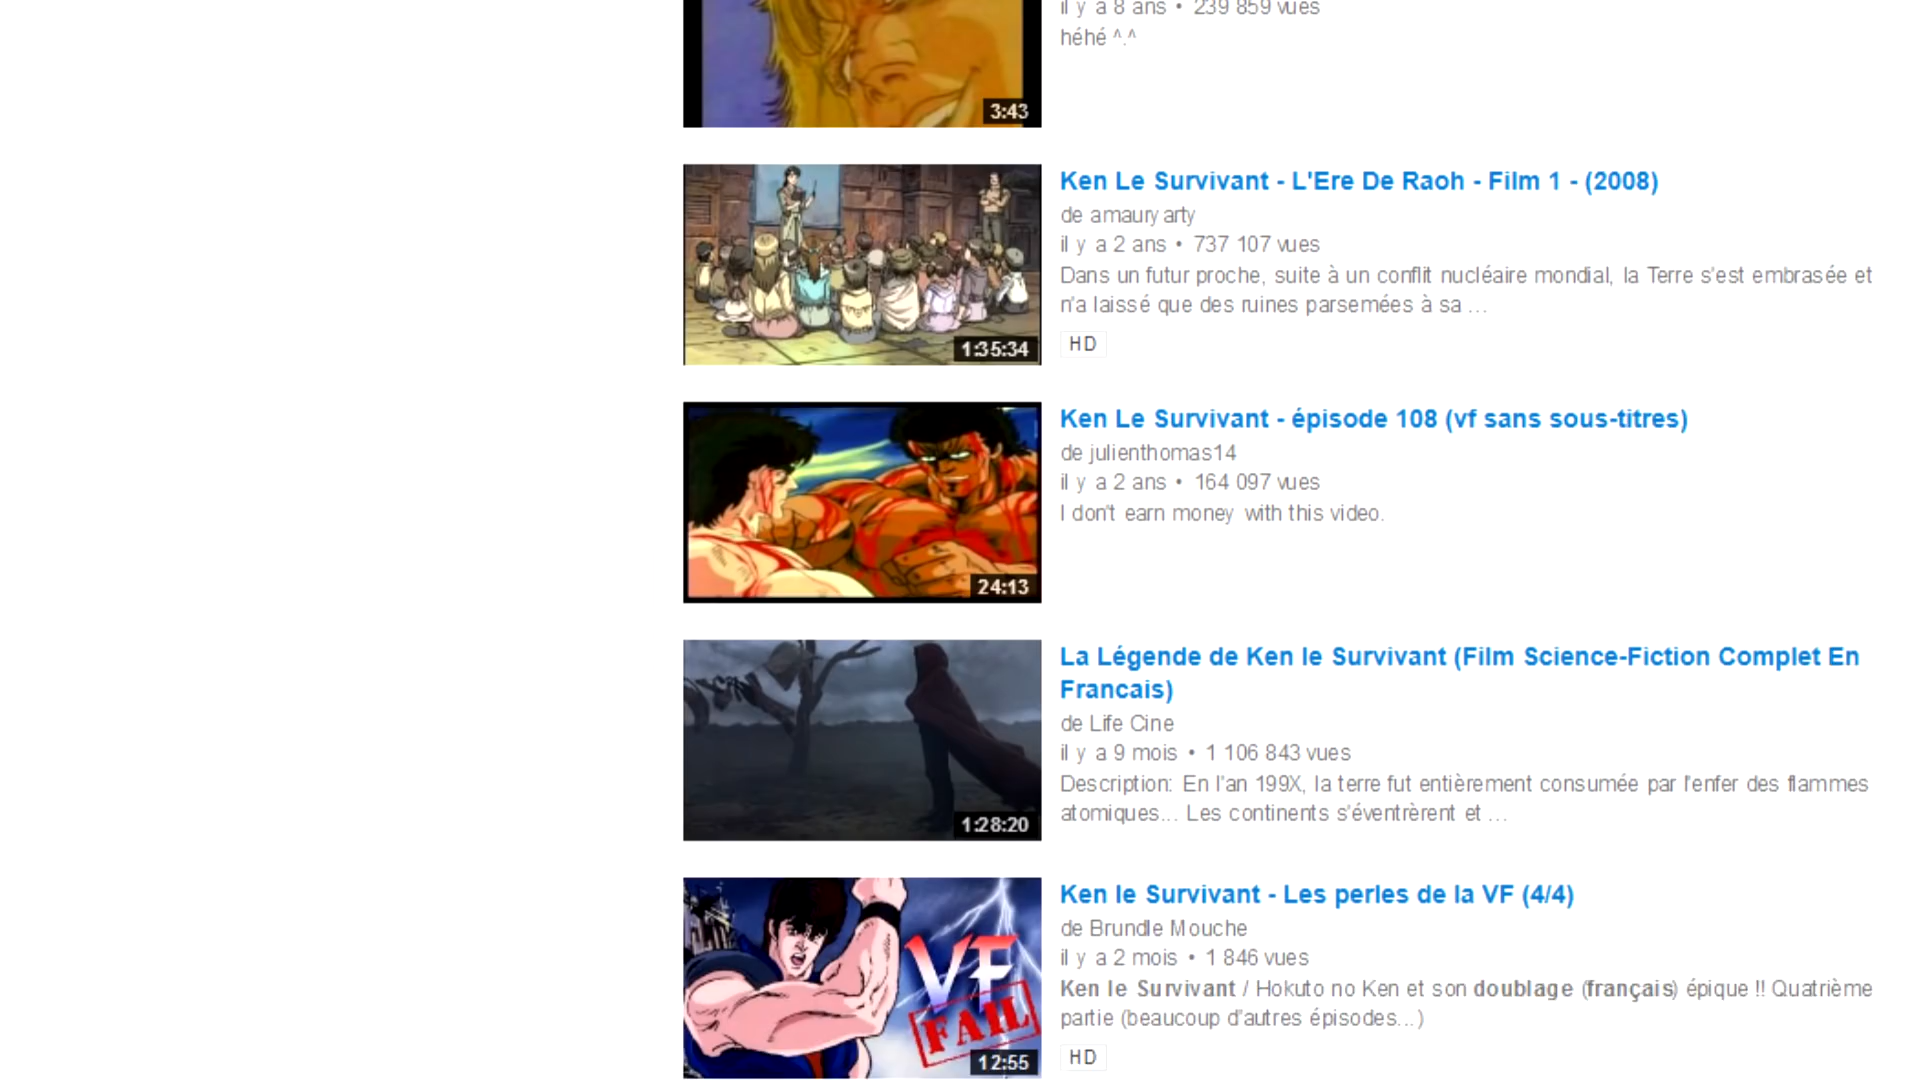 il y a 8 ans • 239 859 vues
héhé ^.^
3:43
Ken Le Survivant - L'Ere De Raoh - Film 1 - (2008)
de amaury arty
il y a 2 ans • 737 107 vues
Dans un futur proche, suite à un conflit nucléaire mondial, la Terre s'est embrasée et
n'a laissé que des ruines parsemées à sa ...
HD
1:35:34
Ken Le Survivant - épisode 108 (vf sans sous-titres)
de julienthomas14
il y a 2 ans • 164 097 vues
I don't earn money with this video.
24:13
La Légende de Ken le Survivant (Film Science-Fiction Complet En
Francais)
de Life Cine
il y a 9 mois • 1 106 843 vues
Description: En l'an 199X, la terre fut entièrement consumée par l'enfer des flammes
atomiques... Les continents s'éventrèrent et ...
1:28:20
Ken le Survivant - Les perles de la VF (4/4)
de Brundle Mouche
il y a 2 mois • 1 846 vues
Ken le Survivant / Hokuto no Ken et son doublage (français) épique !! Quatrième
partie (beaucoup d'autres épisodes...)
HD
VF
FAIL
12:55